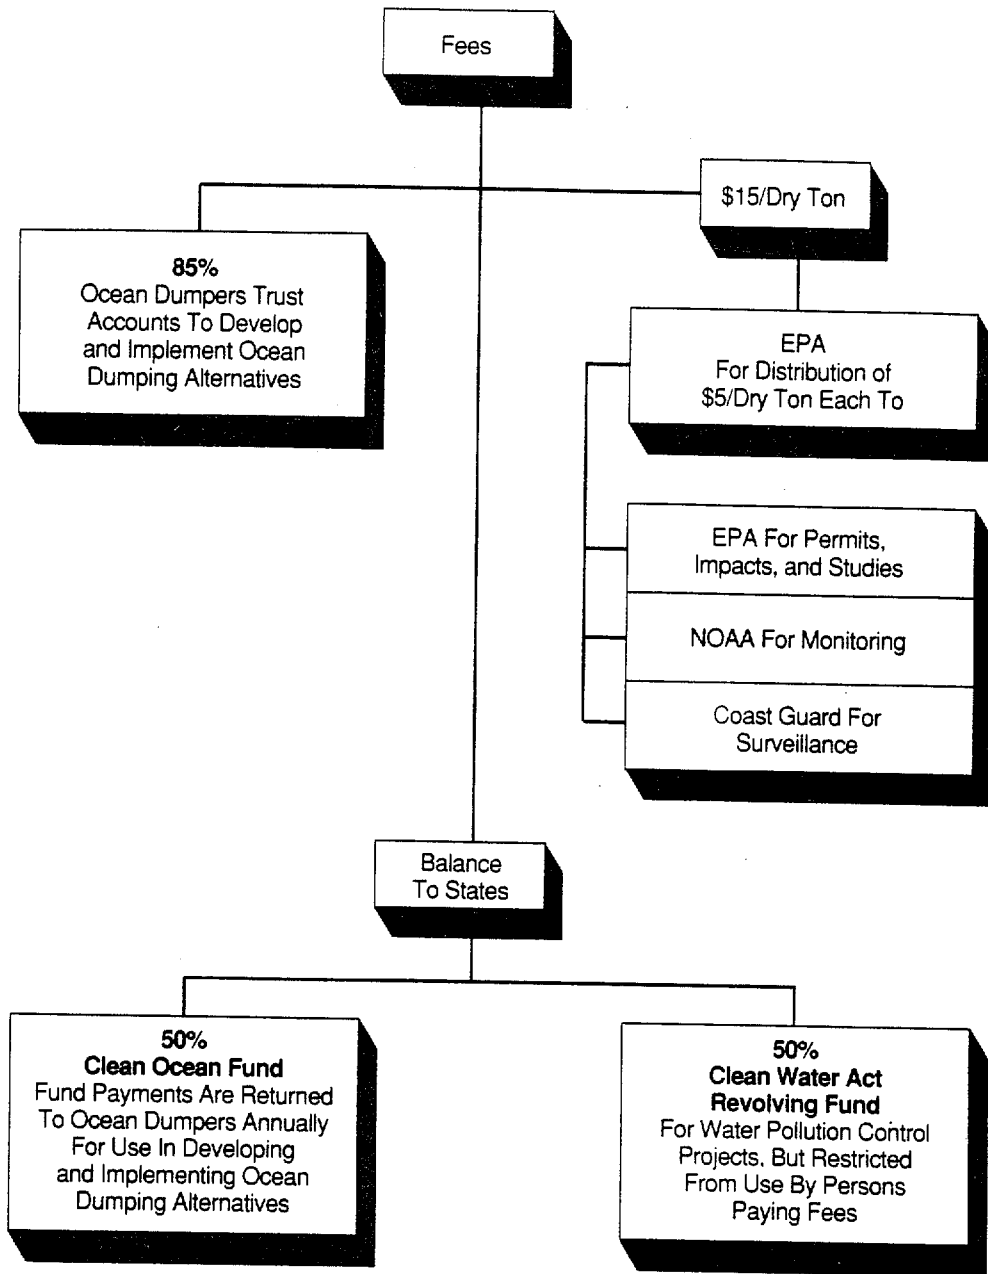 Fees
$15/Dry Ton
85%
Ocean Dumpers Trust
Accounts To Develop
and Implement Ocean
Dumping Alternatives
EPA
For Distribution of
$5/Dry Ton Each To
EPA For Permits,
Impacts, and Studies
NOAA For Monitoring
Coast Guard For
Surveillance
Balance
To States
50%
Clean Ocean Fund
Fund Payments Are Returned
To Ocean Dumpers Annually
For Use In Developing
and Implementing Ocean
Dumping Alternatives
50%
Clean Water Act
Revolving Fund
For Water Pollution Control
Projects, But Restricted
From Use By Persons
Paying Fees